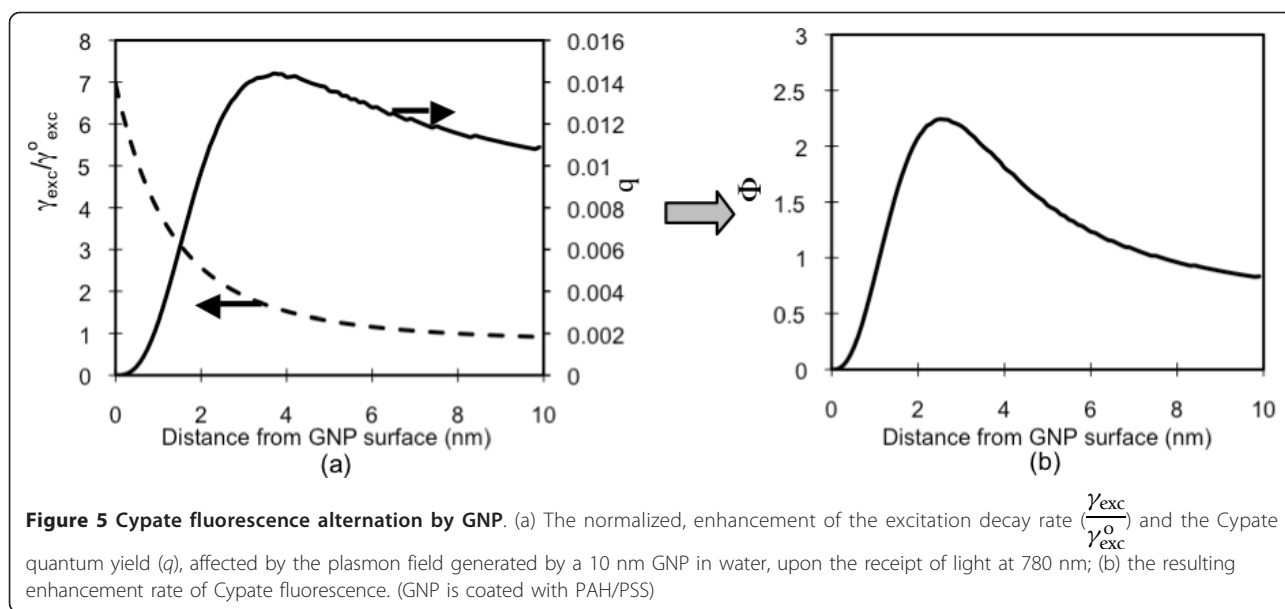 8
7
6
5
4
3
2
1
0
γexc/γ°exc
0.016
0.014
0.012
0.01
0.008
0.006
0.004
0.002
0
q
0 2 4 6 8 10
Distance from GNP surface (nm)
(a)
3
2.5
2
1.5
1
0.5
0
Φ
0 2 4 6 8 10
Distance from GNP surface (nm)
(b)
Figure 5 Cypate fluorescence alternation by GNP. (a) The normalized, enhancement of the excitation decay rate (γexc/γ°exc) and the Cypate
quantum yield (q), affected by the plasmon field generated by a 10 nm GNP in water, upon the receipt of light at 780 nm; (b) the resulting
enhancement rate of Cypate fluorescence. (GNP is coated with PAH/PSS)